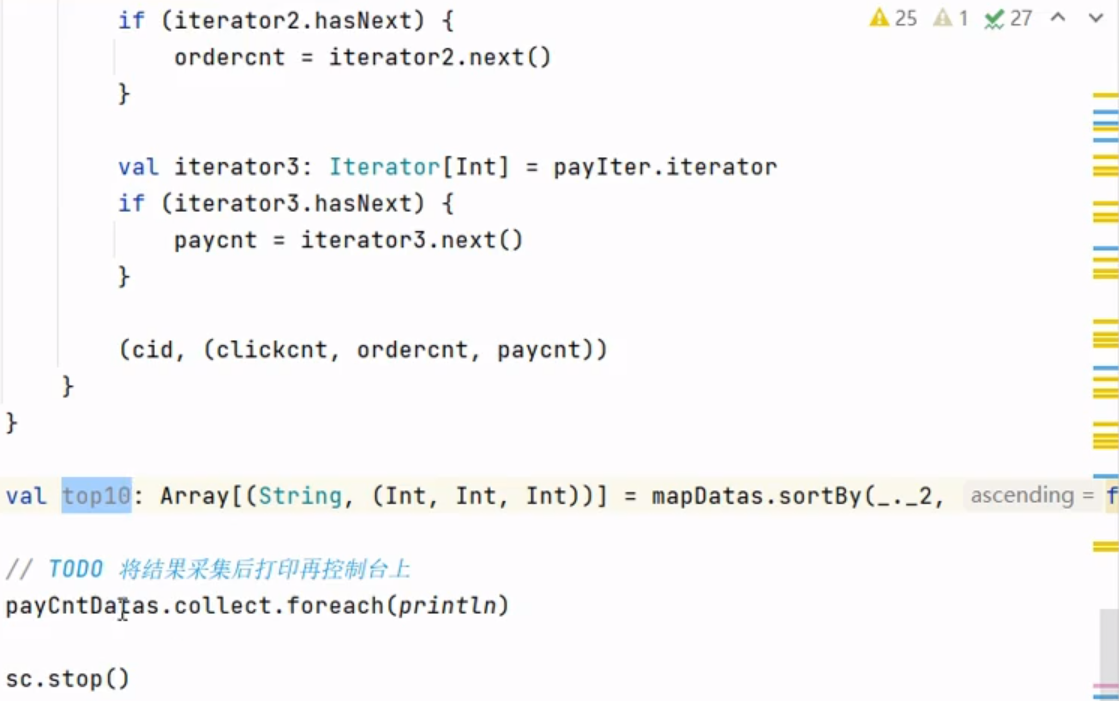 if (iterator2.hasNext) {
25 1 27
ordercnt = iterator2.next()
}
val iterator3: Iterator[Int] = payIter.iterator
if (iterator3.hasNext) {
paycnt = iterator3.next()
}
(cid, (clickcnt, ordercnt, paycnt))
}
}
val top10: Array[(String, (Int, Int, Int))] = mapDatas.sortBy(_._2, ascending = f
// TODO 将结果采集后打印再控制台上
payCntDatas.collect.foreach(println)
sc.stop()